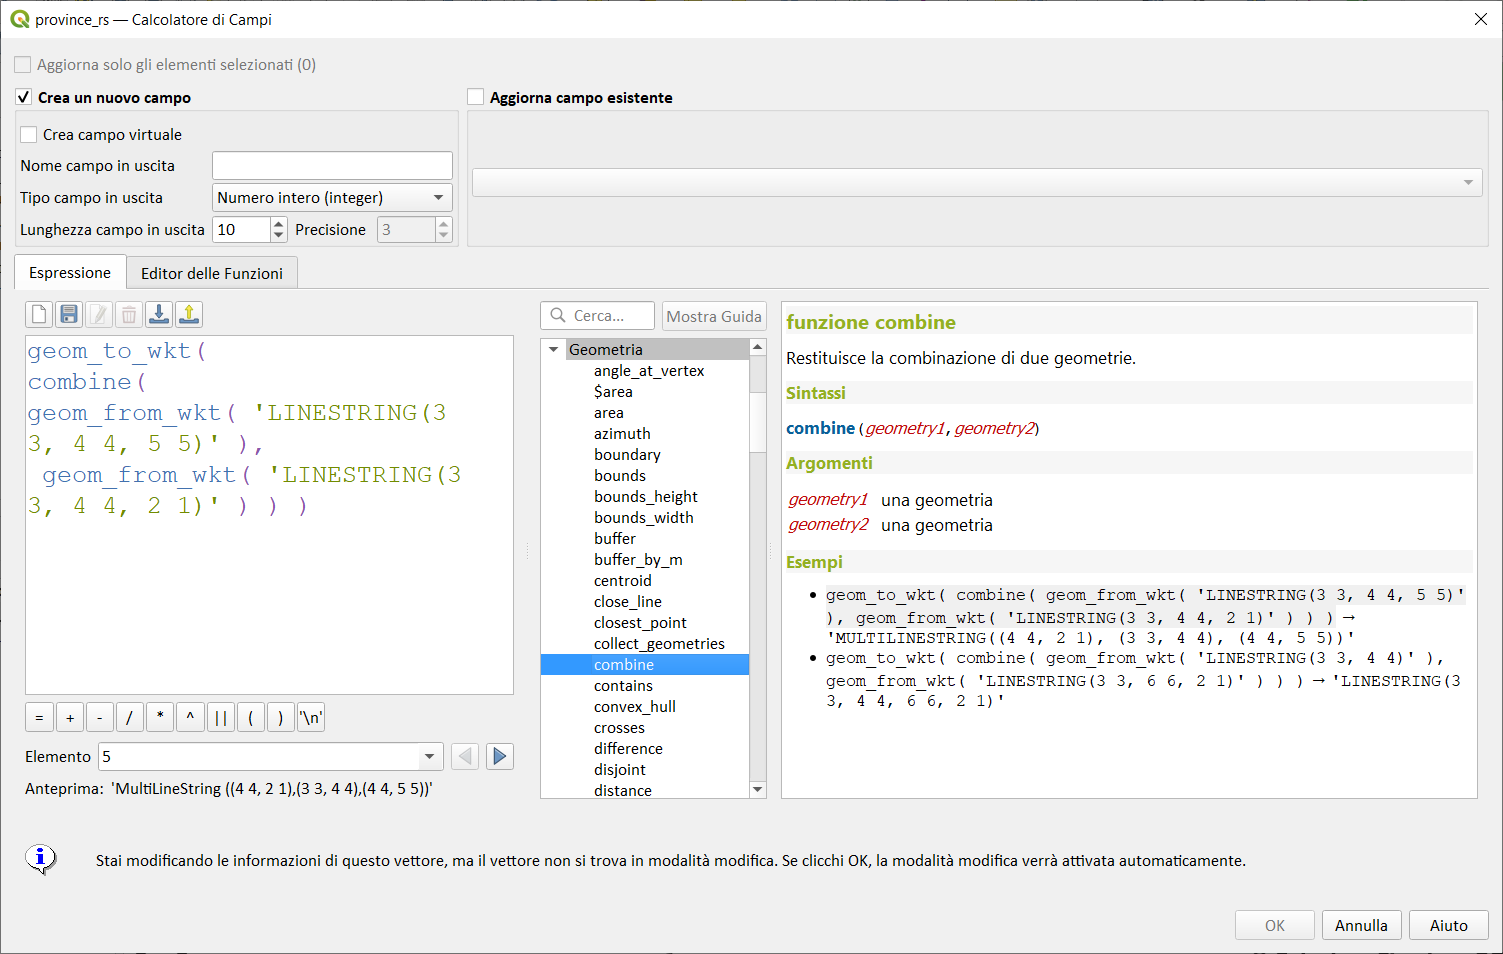 province_rs — Calcolatore di Campi
Aggiorna solo gli elementi selezionati (0)
Crea un nuovo campo
Aggiorna campo esistente
Crea campo virtuale
Nome campo in uscita
Tipo campo in uscita
Numero intero (integer)
Lunghezza campo in uscita
10
Precisione
3
Espressione
Editor delle Funzioni
geom_to_wkt(
combine(
geom_from_wkt( 'LINESTRING(3
3, 4 4, 5 5)' ),
geom_from_wkt( 'LINESTRING(3
3, 4 4, 2 1)' ) ) )
= + - / * ^ || ( ) '\n'
Elemento 5
Anteprima: 'MultiLineString ((4 4, 2 1),(3 3, 4 4),(4 4, 5 5))'
Cerca...
Mostra Guida
Geometria
angle_at_vertex
$area
area
azimuth
boundary
bounds
bounds_height
bounds_width
buffer
buffer_by_m
centroid
close_line
closest_point
collect_geometries
combine
contains
convex_hull
crosses
difference
disjoint
distance
funzione combine
Restituisce la combinazione di due geometrie.
Sintassi
combine(geometry1, geometry2)
Argomenti
geometry1 una geometria
geometry2 una geometria
Esempi
• geom_to_wkt( combine( geom_from_wkt( 'LINESTRING(3 3, 4 4, 5 5)'
), geom_from_wkt( 'LINESTRING(3 3, 4 4, 2 1)' ) ) ) →
'MULTILINESTRING((4 4, 2 1), (3 3, 4 4), (4 4, 5 5))'
• geom_to_wkt( combine( geom_from_wkt( 'LINESTRING(3 3, 4 4)' ),
geom_from_wkt( 'LINESTRING(3 3, 6 6, 2 1)' ) ) ) → 'LINESTRING(3
3, 4 4, 6 6, 2 1)'
Stai modificando le informazioni di questo vettore, ma il vettore non si trova in modalità modifica. Se clicchi OK, la modalità modifica verrà attivata automaticamente.
OK
Annulla
Aiuto